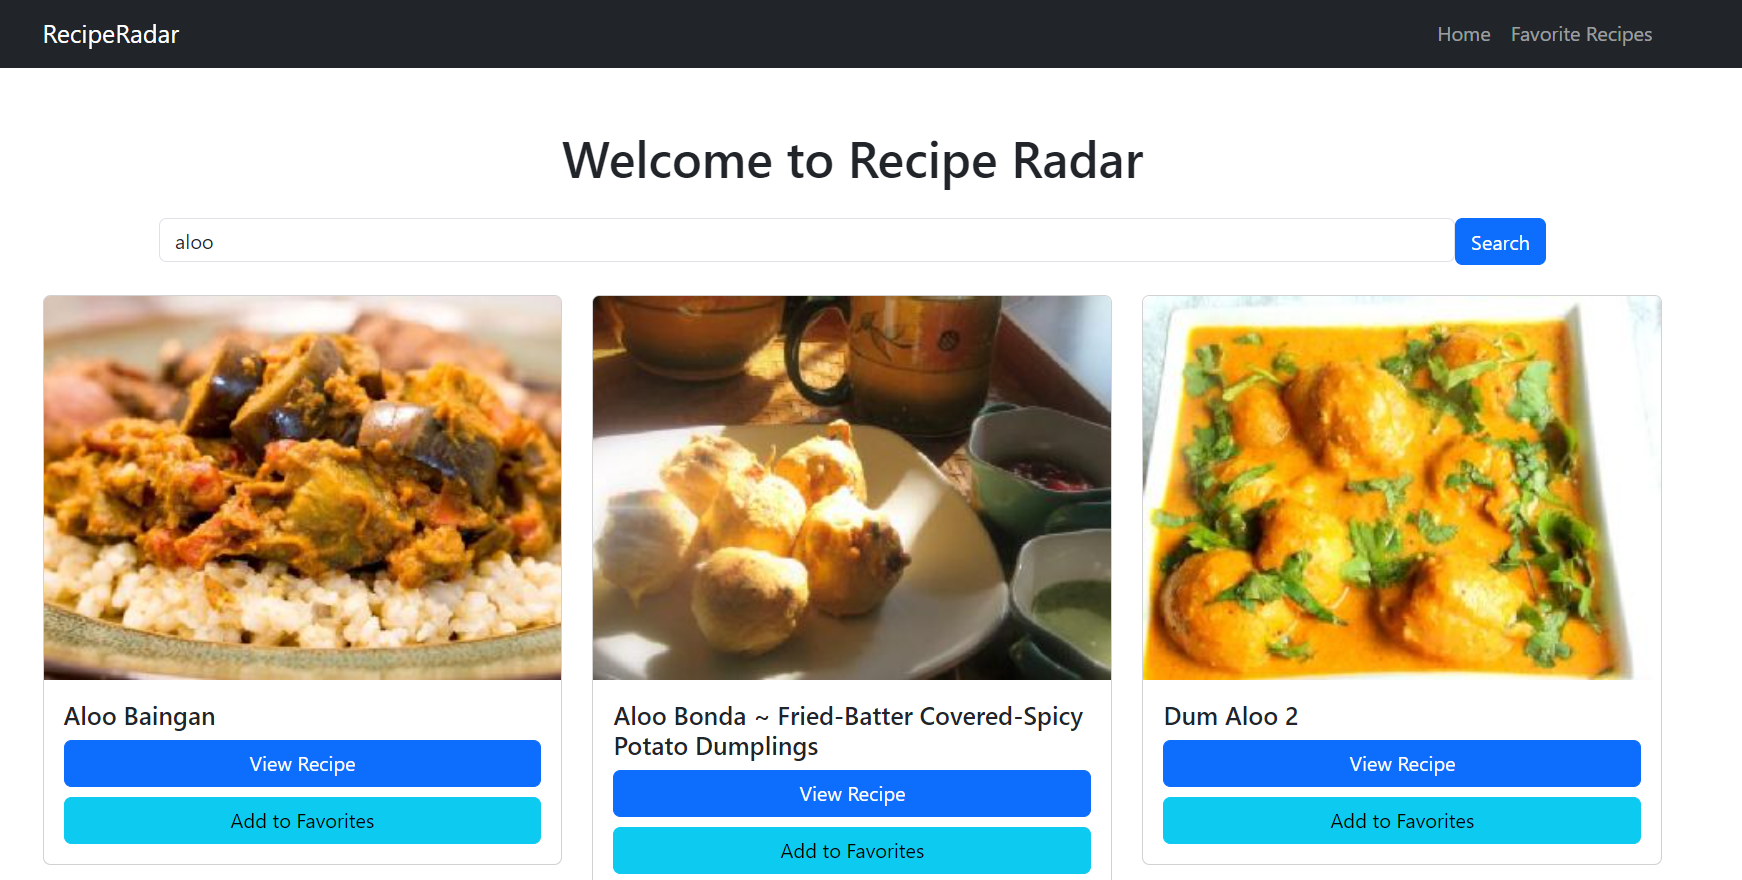 RecipeRadar
Home
Favorite Recipes
Welcome to Recipe Radar
aloo
Search
Aloo Baingan
View Recipe
Add to Favorites
Aloo Bonda ~ Fried-Batter Covered-Spicy
Potato Dumplings
View Recipe
Add to Favorites
Dum Aloo 2
View Recipe
Add to Favorites